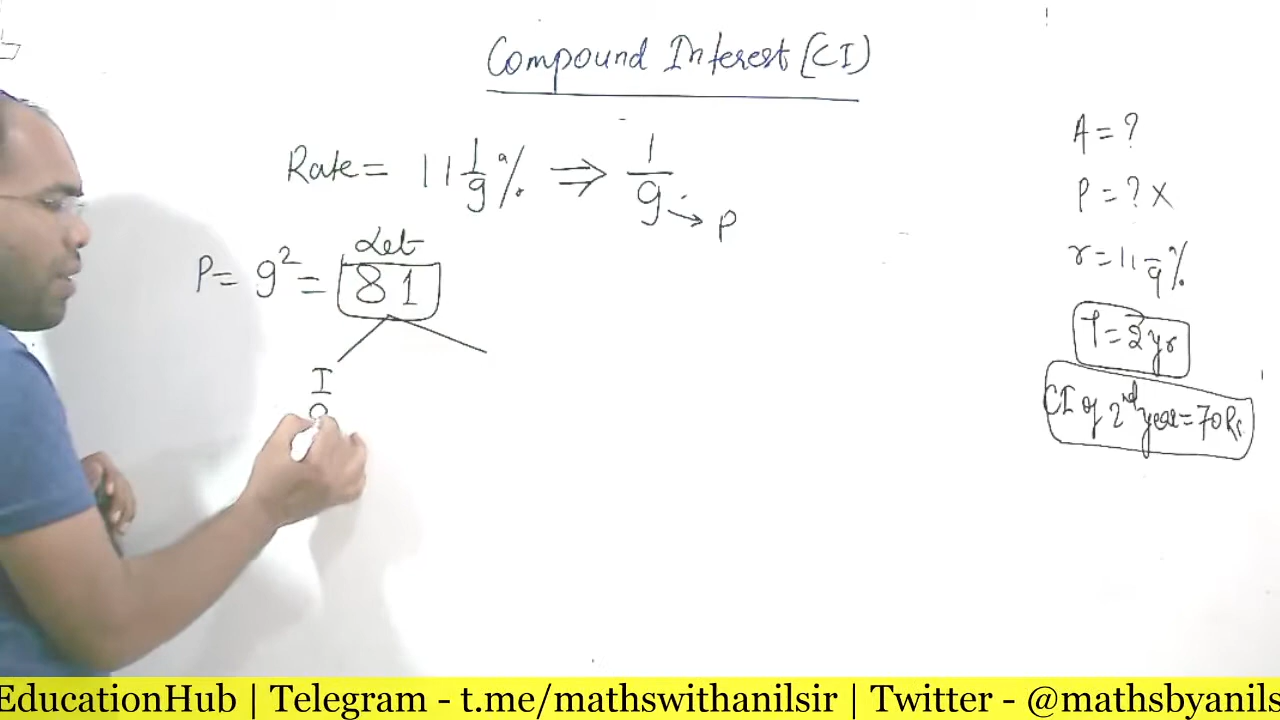 Compound Interest (CI)
Rate = 11 1/9 % ⇒ 1/9 → P
Let
P = 9² = 81
I
9
A = ?
P = ? X
r = 11 1/9 %
T = 2 yr
CI of 2nd year = 70 Rs
EducationHub | Telegram - t.me/mathswithanilsir | Twitter - @mathsbyanils